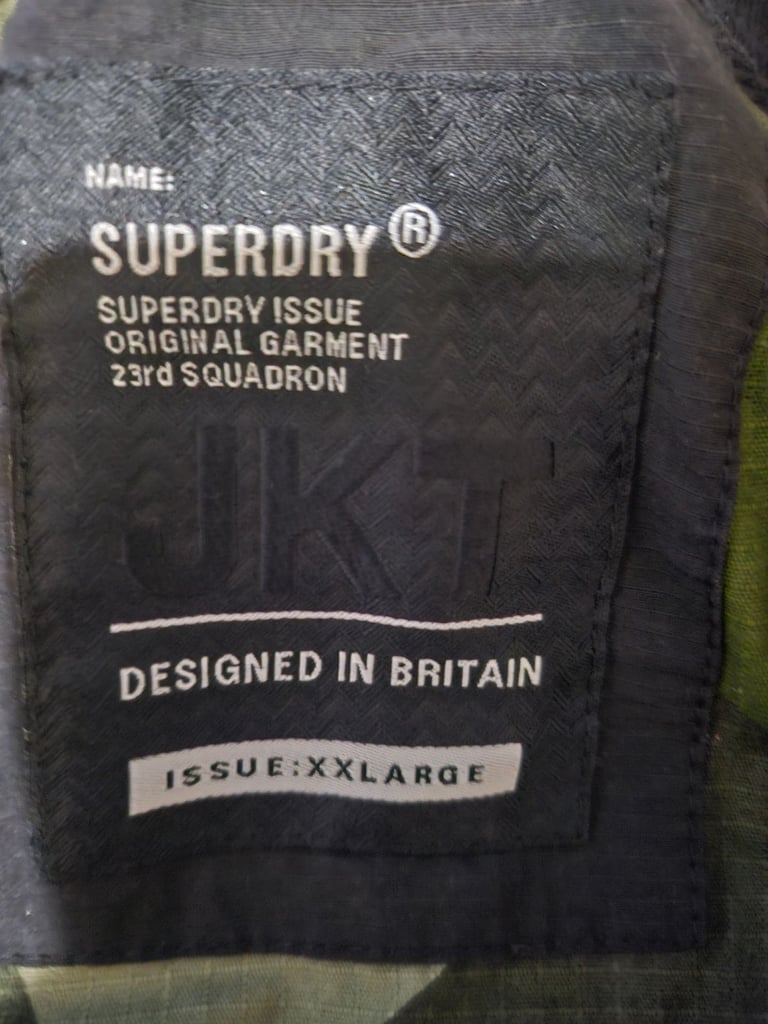 NAME:
SUPERDRY®
SUPERDRY ISSUE
ORIGINAL GARMENT
23rd SQUADRON
JKT
DESIGNED IN BRITAIN
ISSUE:XXLARGE